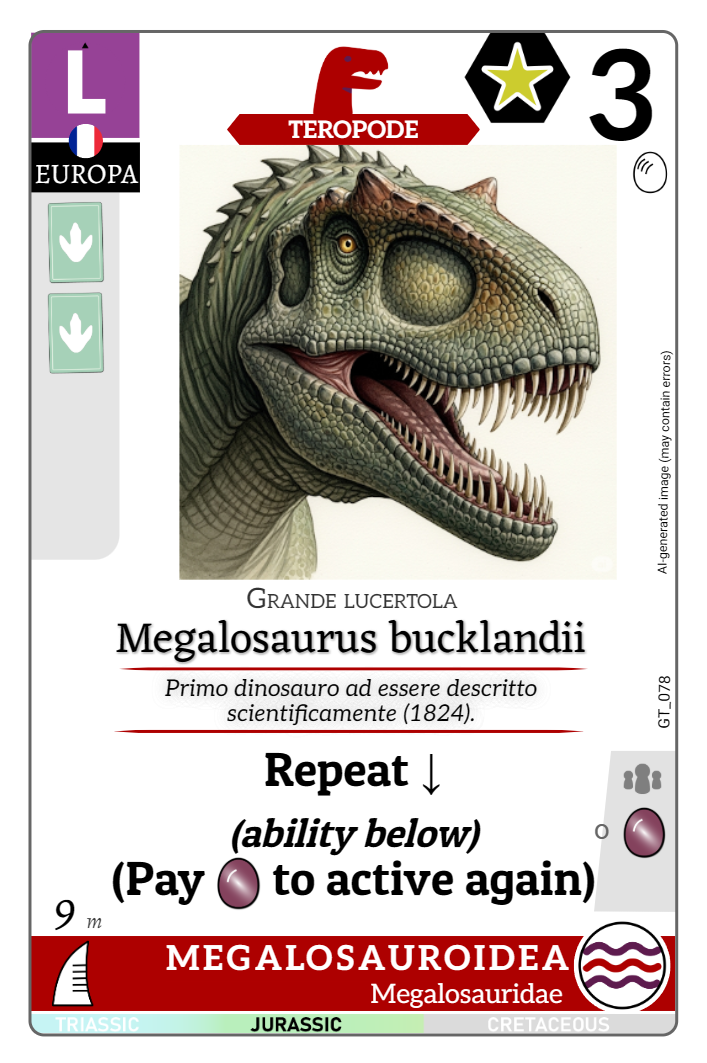 L
TEROPODE
3
EUROPA
AI-generated image (may contain errors)
GRANDE LUCERTOLA
Megalosaurus bucklandii
Primo dinosauro ad essere descritto
scientificamente (1824).
GT_078
Repeat ↓
(ability below)
o
(Pay to active again)
9 m
MEGALOSAUROIDEA
Megalosauridae
TRIASSIC JURASSIC CRETACEOUS